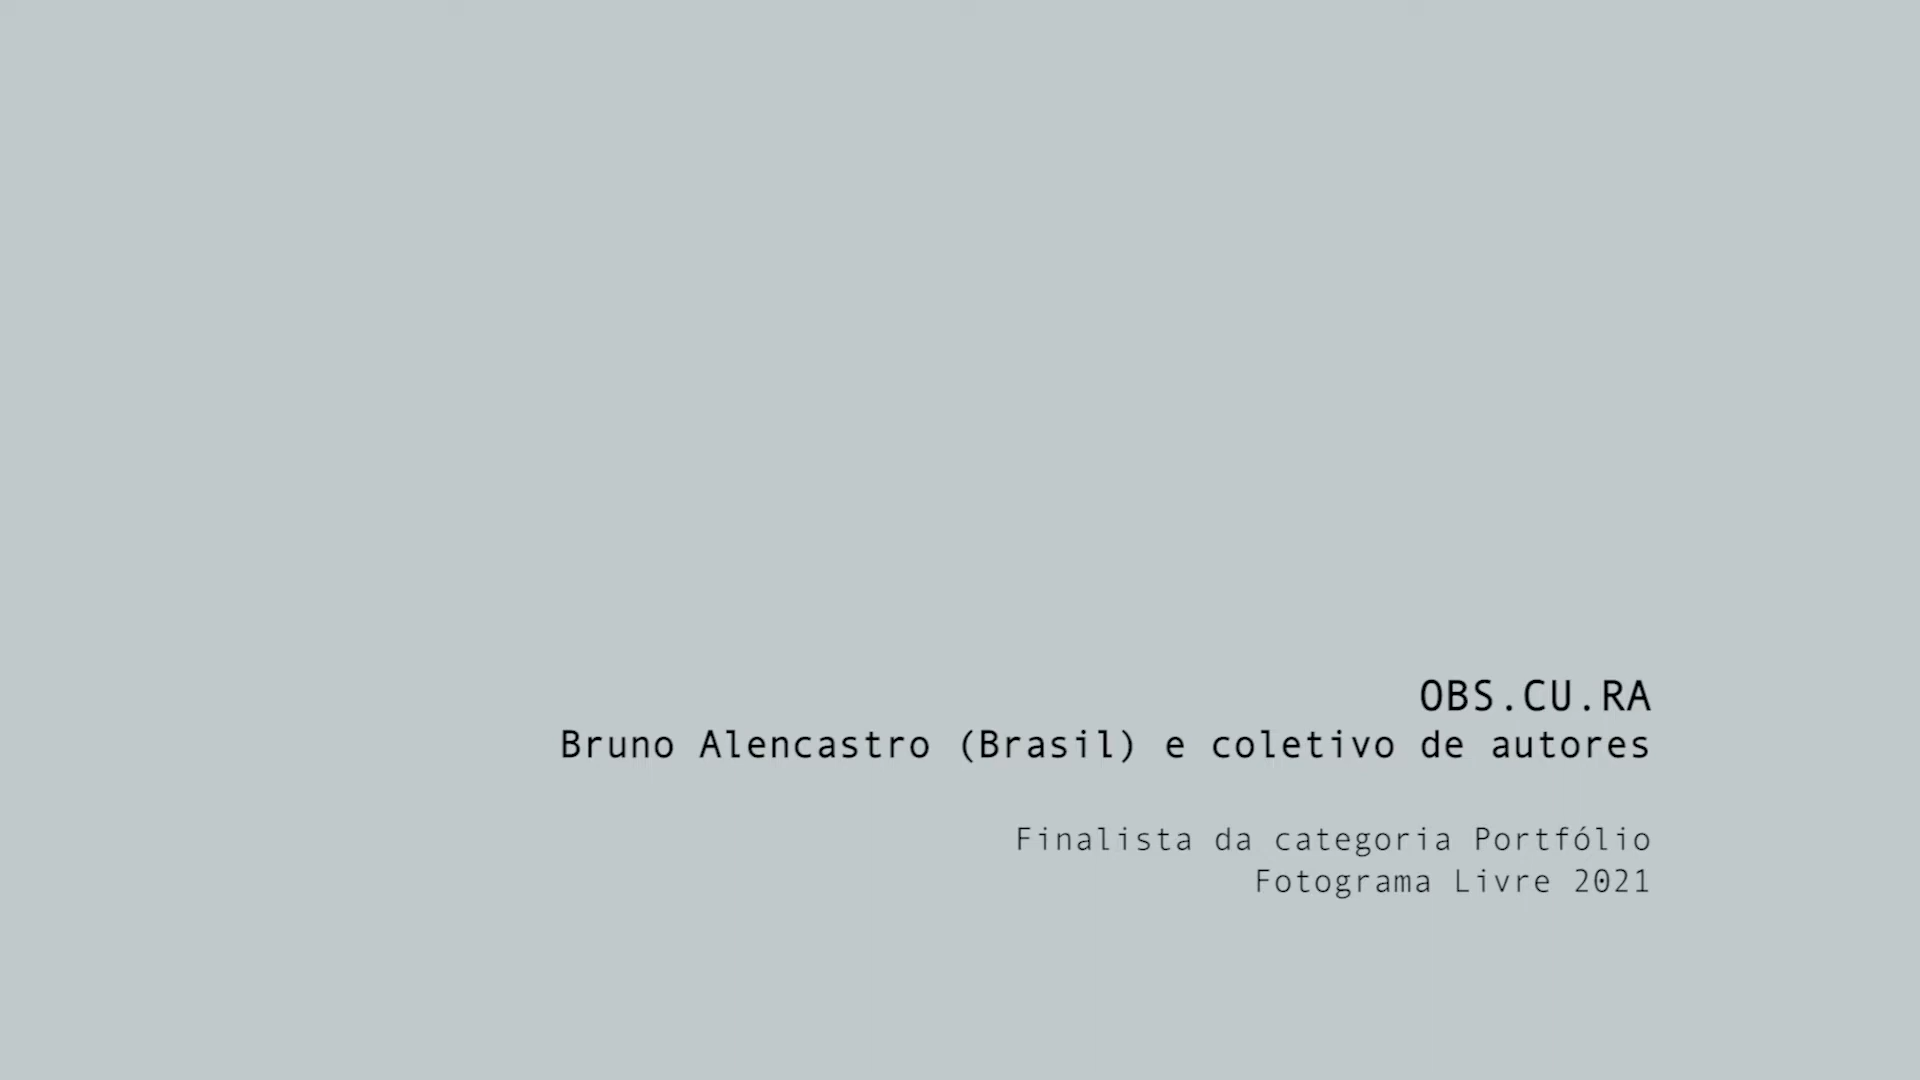 OBS.CU.RA
Bruno Alencastro (Brasil) e coletivo de autores
Finalista da categoria Portfólio
Fotograma Livre 2021